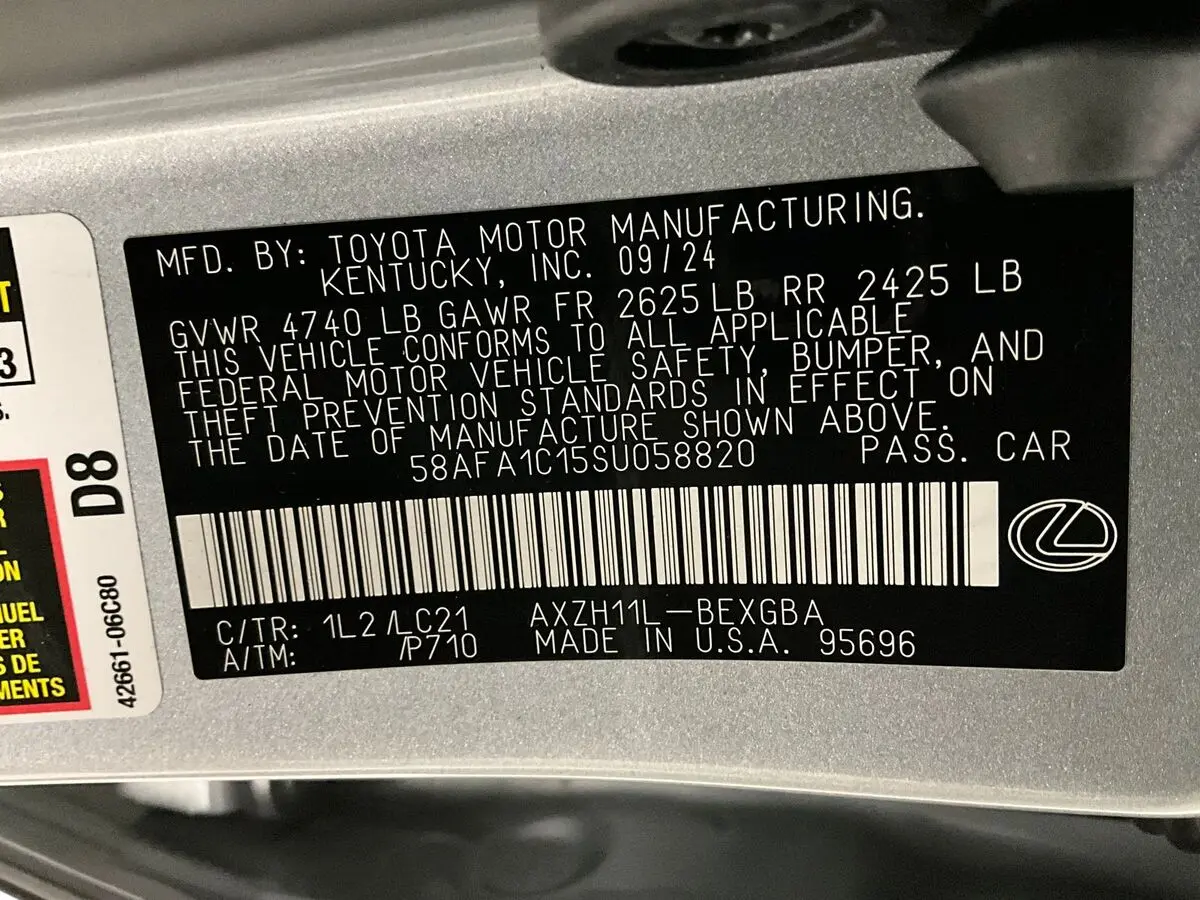 MFD. BY: TOYOTA MOTOR MANUFACTURING.
KENTUCKY, INC. 09/24
GVWR 4740 LB GAWR FR 2625 LB RR 2425 LB
THIS VEHICLE CONFORMS TO ALL APPLICABLE
FEDERAL MOTOR VEHICLE SAFETY, BUMPER, AND
THEFT PREVENTION STANDARDS IN EFFECT ON
THE DATE OF MANUFACTURE SHOWN ABOVE.
58AFA1C15SU058820 PASS. CAR
C/TR: 1L2 /LC21 AXZH11L-BEXGBA
A/TM: /P710 MADE IN U.S.A. 95696
D8
42661-06C80
3
DE